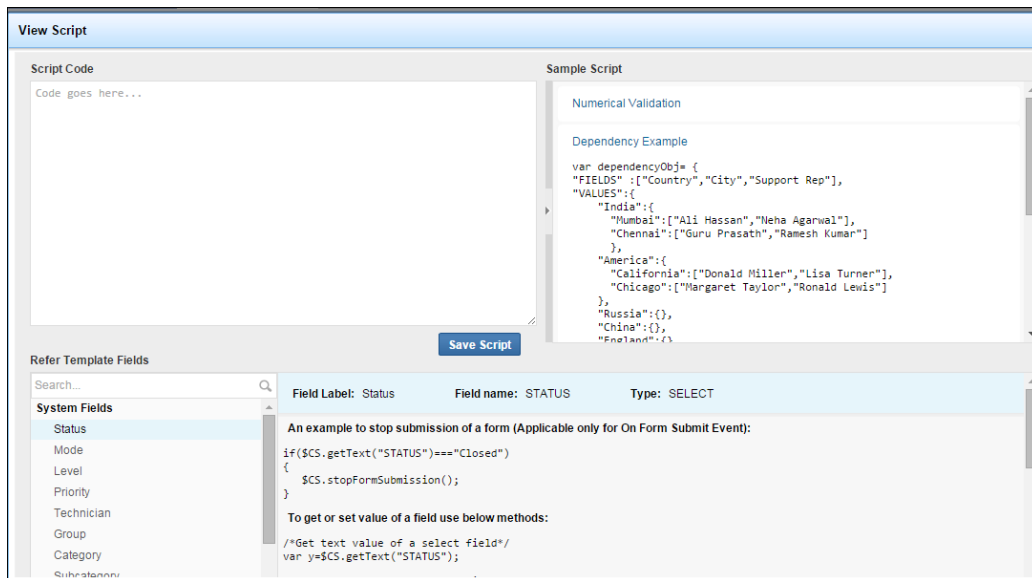 View Script
Script Code
Code goes here...
Save Script
Sample Script
Numerical Validation
Dependency Example
var dependencyObj= {
"FIELDS" :["Country","City","Support Rep"],
"VALUES":{
"India":{
"Mumbai":["Ali Hassan","Neha Agarwal"],
"Chennai":["Guru Prasath","Ramesh Kumar"]
},
"America":{
"California":["Donald Miller","Lisa Turner"],
"Chicago":["Margaret Taylor","Ronald Lewis"]
},
"Russia":{},
"China":{},
"England":{}
Refer Template Fields
Search...
System Fields
Status
Mode
Level
Priority
Technician
Group
Category
Subcategory
Field Label: Status Field name: STATUS Type: SELECT
An example to stop submission of a form (Applicable only for On Form Submit Event):
if($CS.getText("STATUS")==="Closed")
{
$CS.stopFormSubmission();
}
To get or set value of a field use below methods:
/*Get text value of a select field*/
var y=$CS.getText("STATUS");